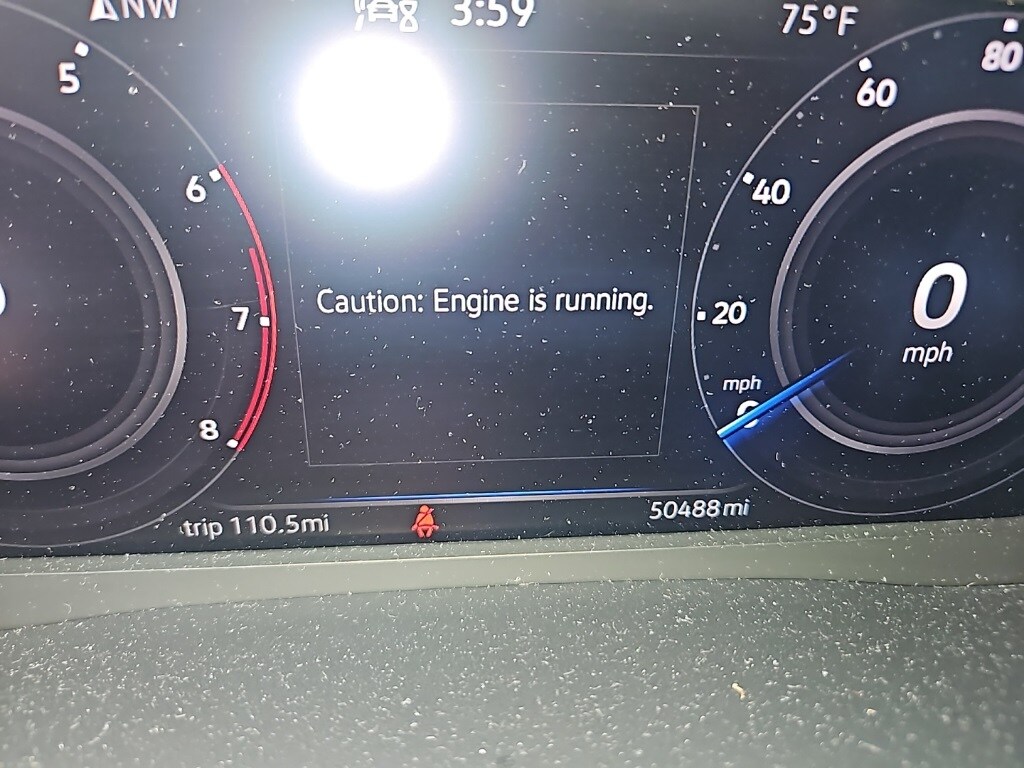 NW 3:59 75°F
5 60 80
6 40
Caution: Engine is running.
7 20 0
mph
mph
8
trip 110.5mi 50488mi